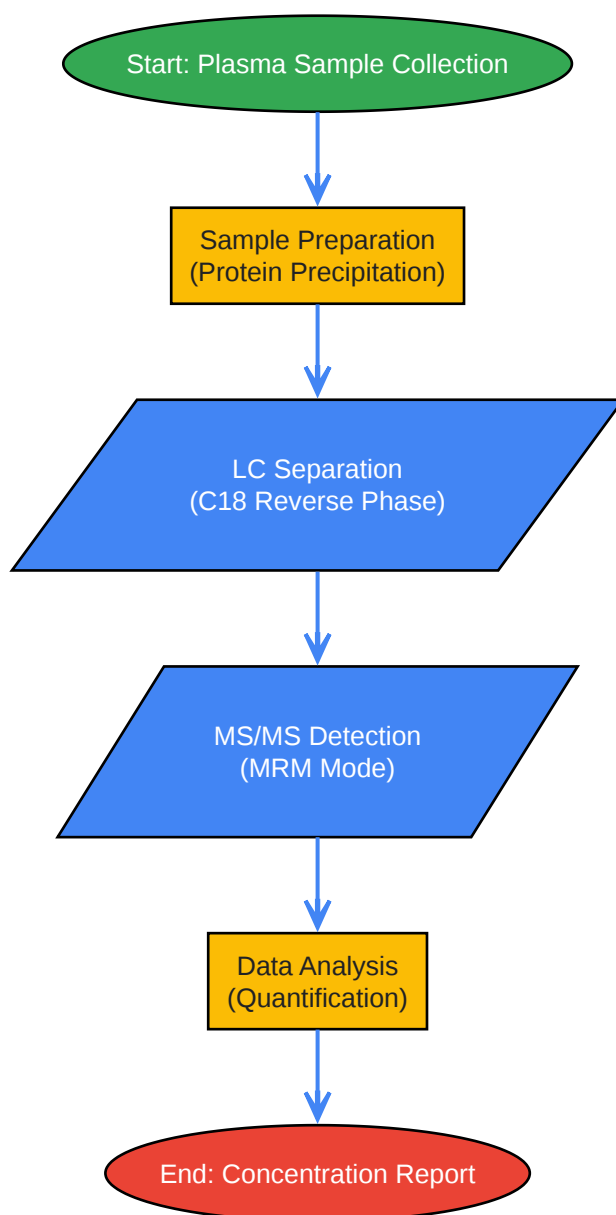 Start: Plasma Sample Collection
Sample Preparation
(Protein Precipitation)
LC Separation
(C18 Reverse Phase)
MS/MS Detection
(MRM Mode)
Data Analysis
(Quantification)
End: Concentration Report